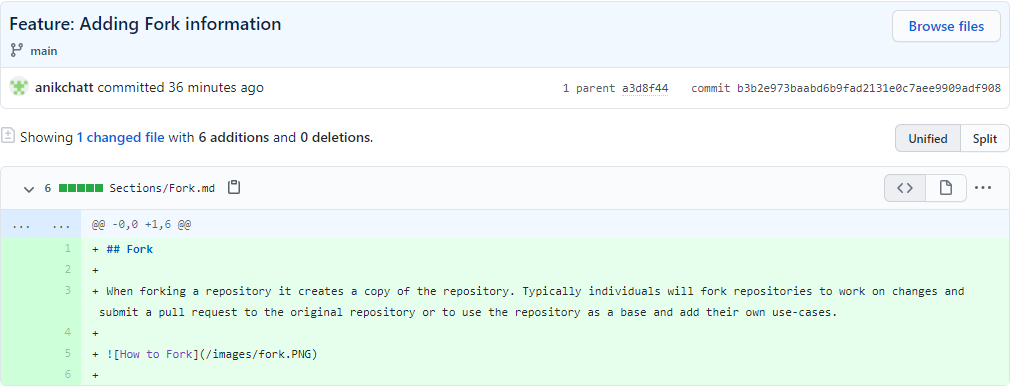 Feature: Adding Fork information
Browse files
main
anikchatt committed 36 minutes ago
1 parent a3d8f44 commit b3b2e973baabd6b9fad2131e0c7aee9909adf908
Showing 1 changed file with 6 additions and 0 deletions.
Unified Split
6 Sections/Fork.md
... ... @@ -0,0 +1,6 @@
1 + ## Fork
2 +
3 + When forking a repository it creates a copy of the repository. Typically individuals will fork repositories to work on changes and
submit a pull request to the original repository or to use the repository as a base and add their own use-cases.
4 +
5 + ![How to Fork](/images/fork.PNG)
6 +